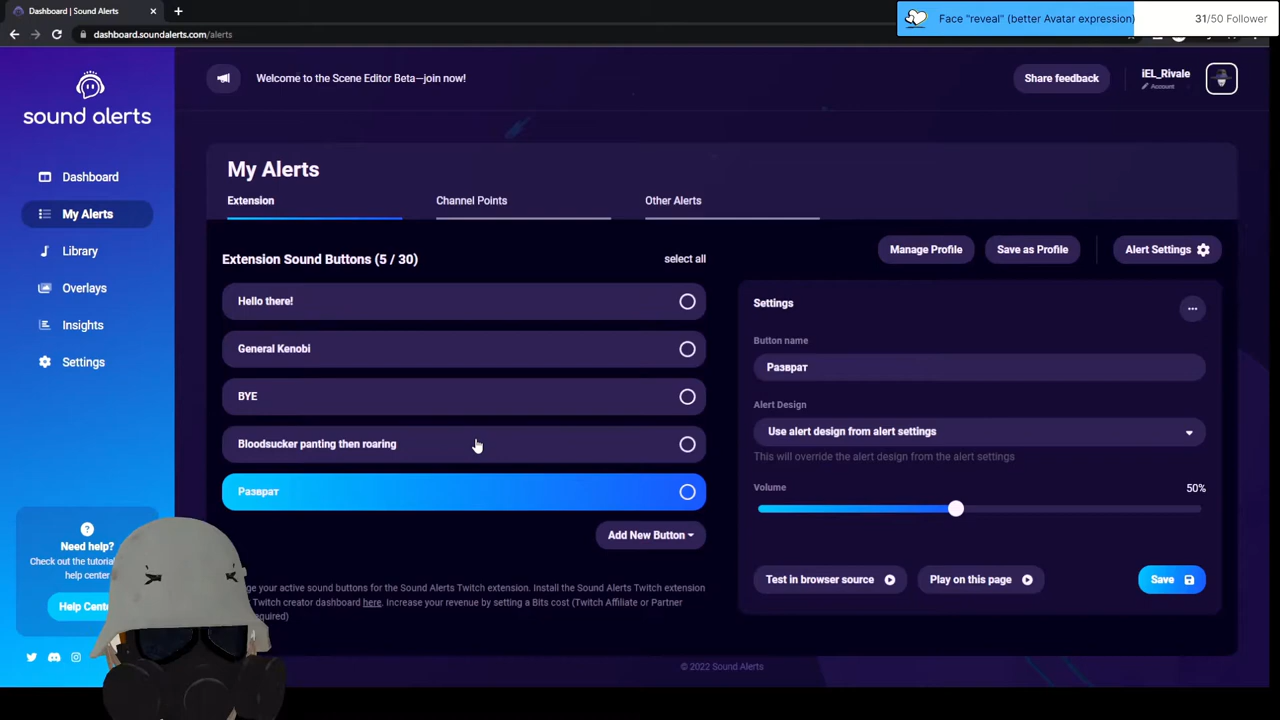 Dashboard | Sound Alerts
dashboard.soundalerts.com/alerts
Face "reveal" (better Avatar expression)
31/50 Follower
sound alerts
Welcome to the Scene Editor Beta—join now!
Share feedback
iEL_Rivale
Account
Dashboard
My Alerts
Library
Overlays
Insights
Settings
My Alerts
Extension
Channel Points
Other Alerts
Extension Sound Buttons (5 / 30)
select all
Manage Profile
Save as Profile
Alert Settings
Hello there!
General Kenobi
BYE
Bloodsucker panting then roaring
Разврат
Add New Button
Settings
Button name
Разврат
Alert Design
Use alert design from alert settings
This will override the alert design from the alert settings
Volume
50%
Test in browser source
Play on this page
Save
Need help?
Check out the tutorial
help center
Help Cent
your active sound buttons for the Sound Alerts Twitch extension. Install the Sound Alerts Twitch extension
Twitch creator dashboard here. Increase your revenue by setting a Bits cost (Twitch Affiliate or Partner
© 2022 Sound Alerts